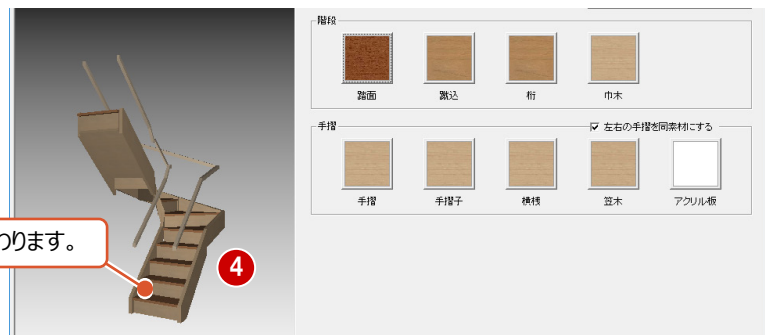 階段
踏面 蹴込 桁 巾木
手摺
左右の手摺を同素材にする
手摺 手摺子 横桟 笠木 アクリル板
わります。
4